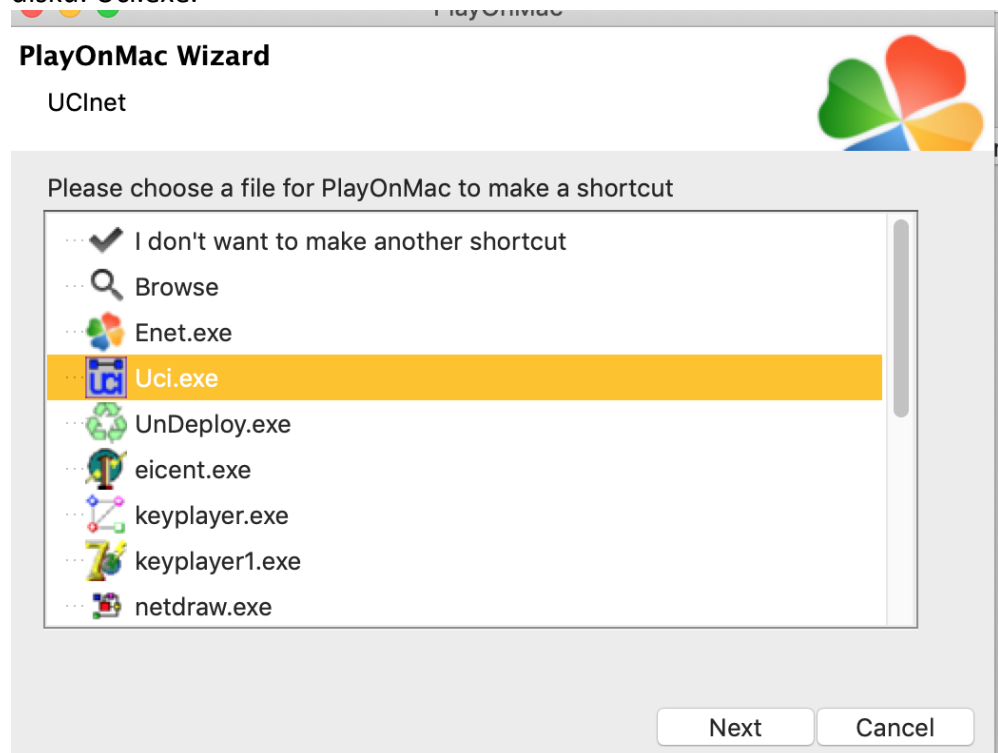 PlayOnMac
PlayOnMac Wizard
UCInet
Please choose a file for PlayOnMac to make a shortcut
I don't want to make another shortcut
Browse
Enet.exe
Uci.exe
UnDeploy.exe
eicent.exe
keyplayer.exe
keyplayer1.exe
netdraw.exe
Next Cancel